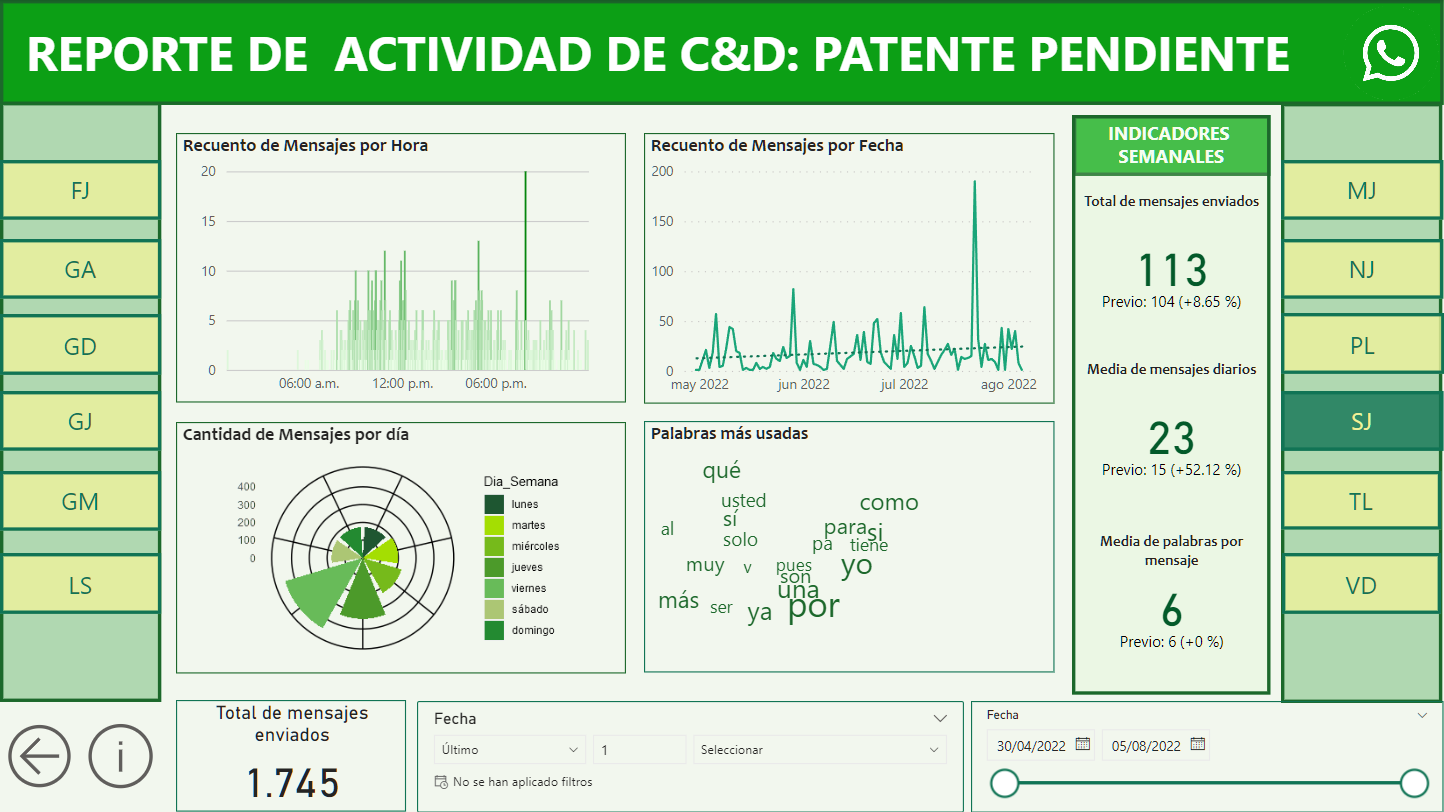 REPORTE DE ACTIVIDAD DE C&D: PATENTE PENDIENTE
FJ
GA
GD
GJ
GM
LS
Recuento de Mensajes por Hora
20
15
10
5
0
06:00 a.m.
12:00 p.m.
06:00 p.m.
Recuento de Mensajes por Fecha
200
150
100
50
0
may 2022
jun 2022
jul 2022
ago 2022
Cantidad de Mensajes por día
400
300
200
100
0
Dia_Semana
lunes
martes
miércoles
jueves
viernes
sábado
domingo
Palabras más usadas
qué
usted
como
sí
al
para
si
solo
pa
tiene
muy
v
pues
yo
son
una
más
ser
ya
por
INDICADORES
SEMANALES
Total de mensajes enviados
113
Previo: 104 (+8.65 %)
Media de mensajes diarios
23
Previo: 15 (+52.12 %)
Media de palabras por
mensaje
6
Previo: 6 (+0 %)
MJ
NJ
PL
SJ
TL
VD
i
Total de mensajes
enviados
1.745
Fecha
Último
1
Seleccionar
No se han aplicado filtros
Fecha
30/04/2022
05/08/2022